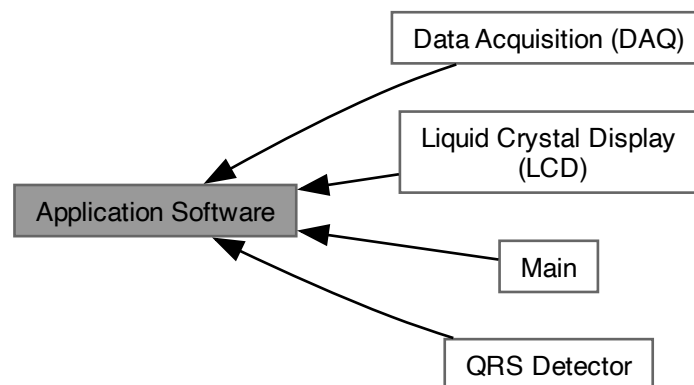 Data Acquisition (DAQ)
Liquid Crystal Display
(LCD)
Application Software
Main
QRS Detector